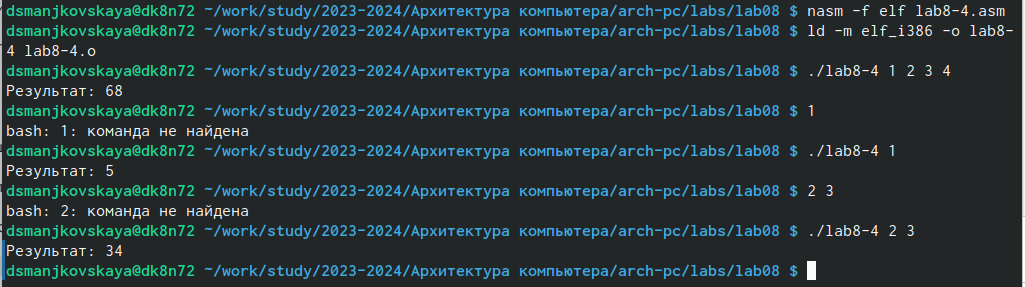 dsmanjkovskaya@dk8n72 ~/work/study/2023-2024/Архитектура компьютера/arch-pc/labs/lab08 $ nasm -f elf lab8-4.asm
dsmanjkovskaya@dk8n72 ~/work/study/2023-2024/Архитектура компьютера/arch-pc/labs/lab08 $ ld -m elf_i386 -o lab8-
4 lab8-4.o
dsmanjkovskaya@dk8n72 ~/work/study/2023-2024/Архитектура компьютера/arch-pc/labs/lab08 $ ./lab8-4 1 2 3 4
Результат: 68
dsmanjkovskaya@dk8n72 ~/work/study/2023-2024/Архитектура компьютера/arch-pc/labs/lab08 $ 1
bash: 1: команда не найдена
dsmanjkovskaya@dk8n72 ~/work/study/2023-2024/Архитектура компьютера/arch-pc/labs/lab08 $ ./lab8-4 1
Результат: 5
dsmanjkovskaya@dk8n72 ~/work/study/2023-2024/Архитектура компьютера/arch-pc/labs/lab08 $ 2 3
bash: 2: команда не найдена
dsmanjkovskaya@dk8n72 ~/work/study/2023-2024/Архитектура компьютера/arch-pc/labs/lab08 $ ./lab8-4 2 3
Результат: 34
dsmanjkovskaya@dk8n72 ~/work/study/2023-2024/Архитектура компьютера/arch-pc/labs/lab08 $